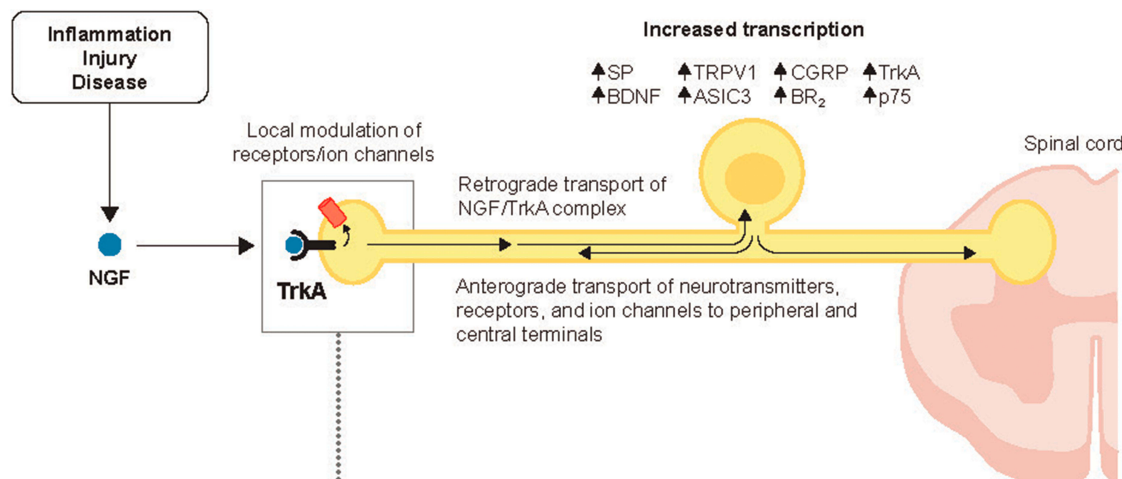 Inflammation
Injury
Disease
NGF
Local modulation of
receptors/ion channels
TrkA
Retrograde transport of
NGF/TrkA complex
Anterograde transport of neurotransmitters,
receptors, and ion channels to peripheral and
central terminals
Increased transcription
↑SP ↑TRPV1 ↑CGRP ↑TrkA
↑BDNF ↑ASIC3 ↑BR₂ ↑p75
Spinal cord